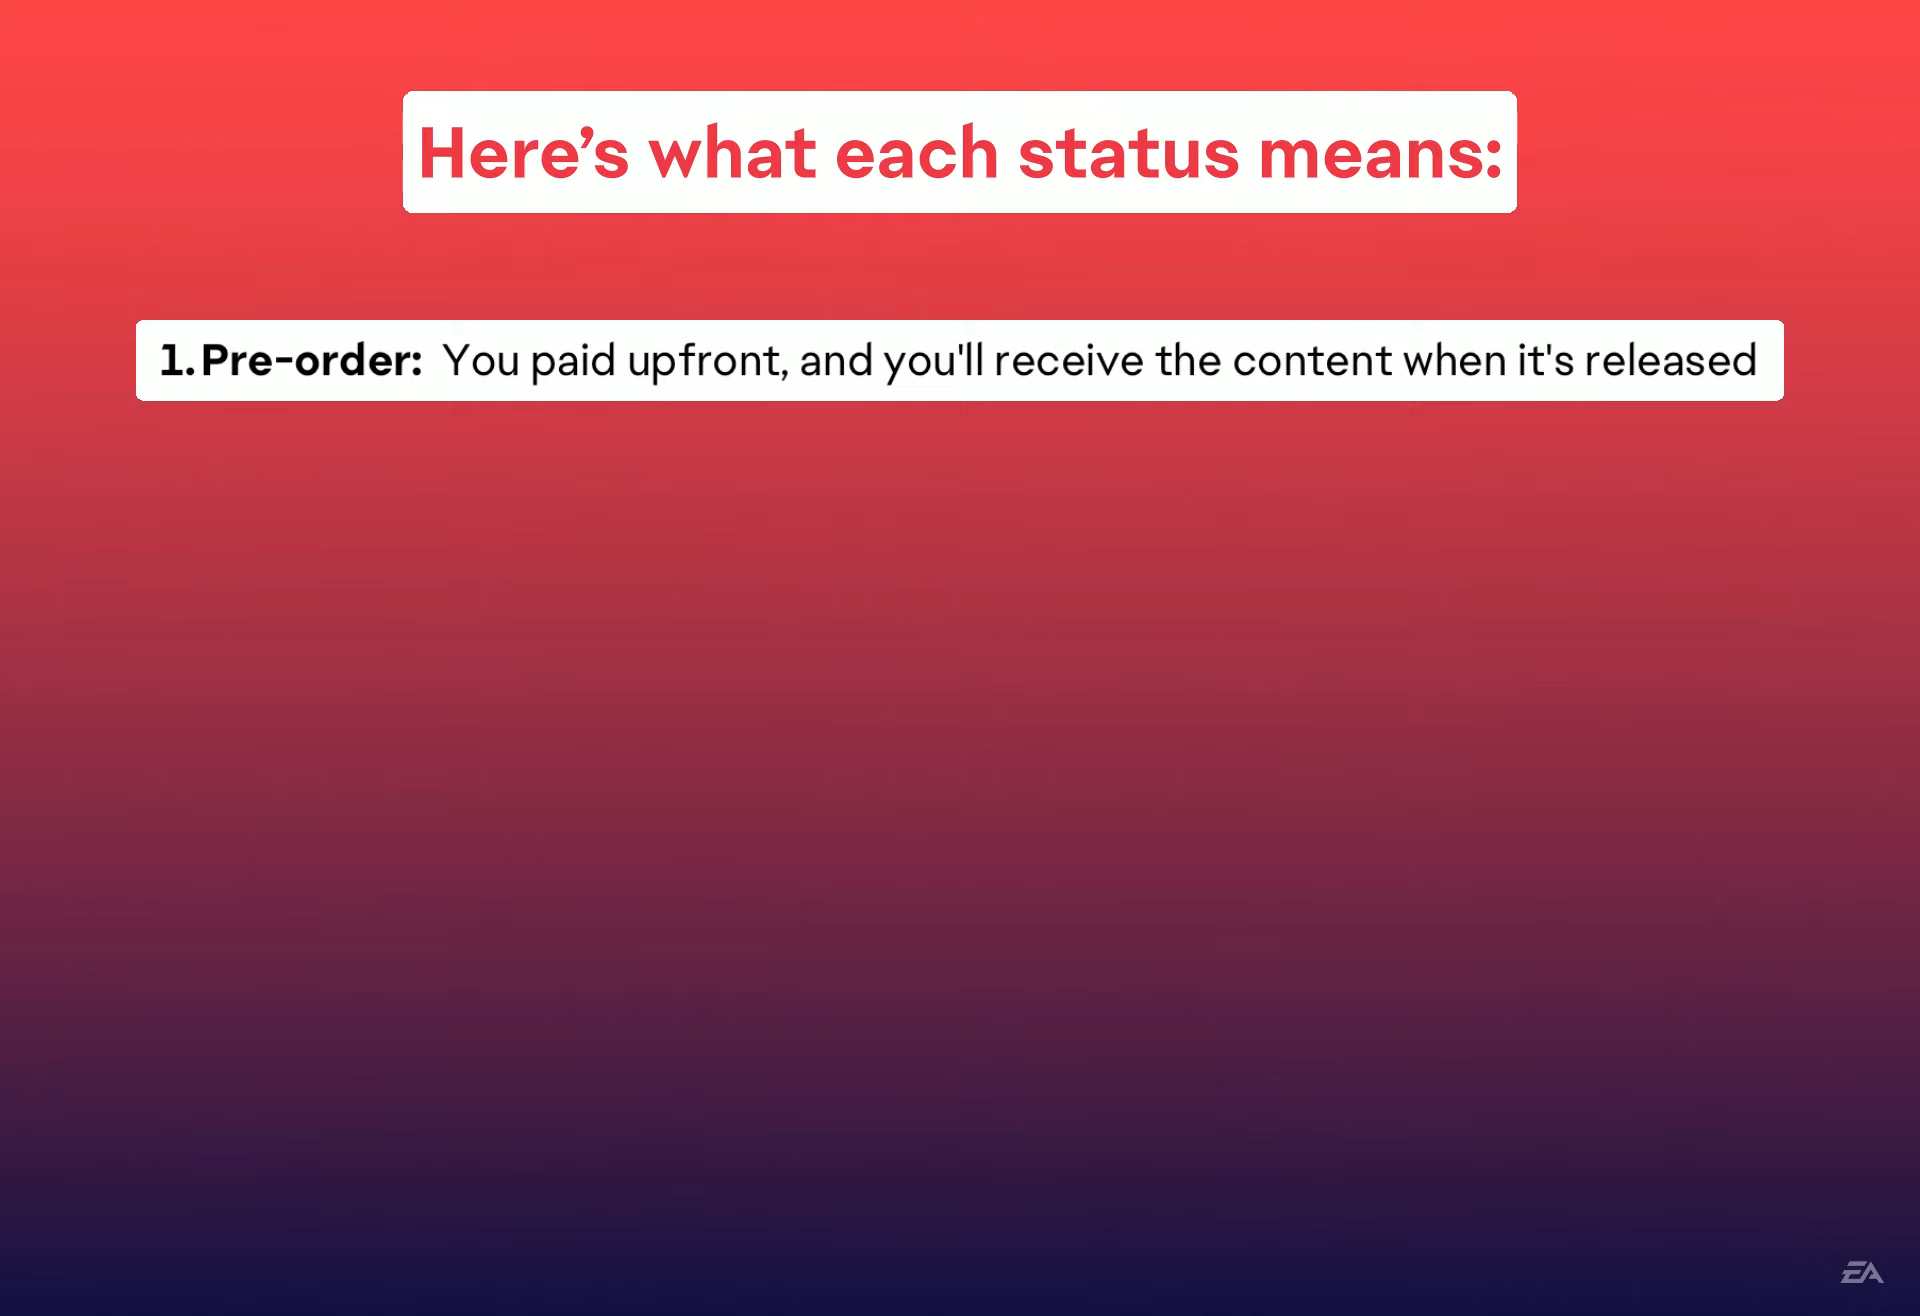 Here’s what each status means:
1. Pre-order: You paid upfront, and you'll receive the content when it's released
EA